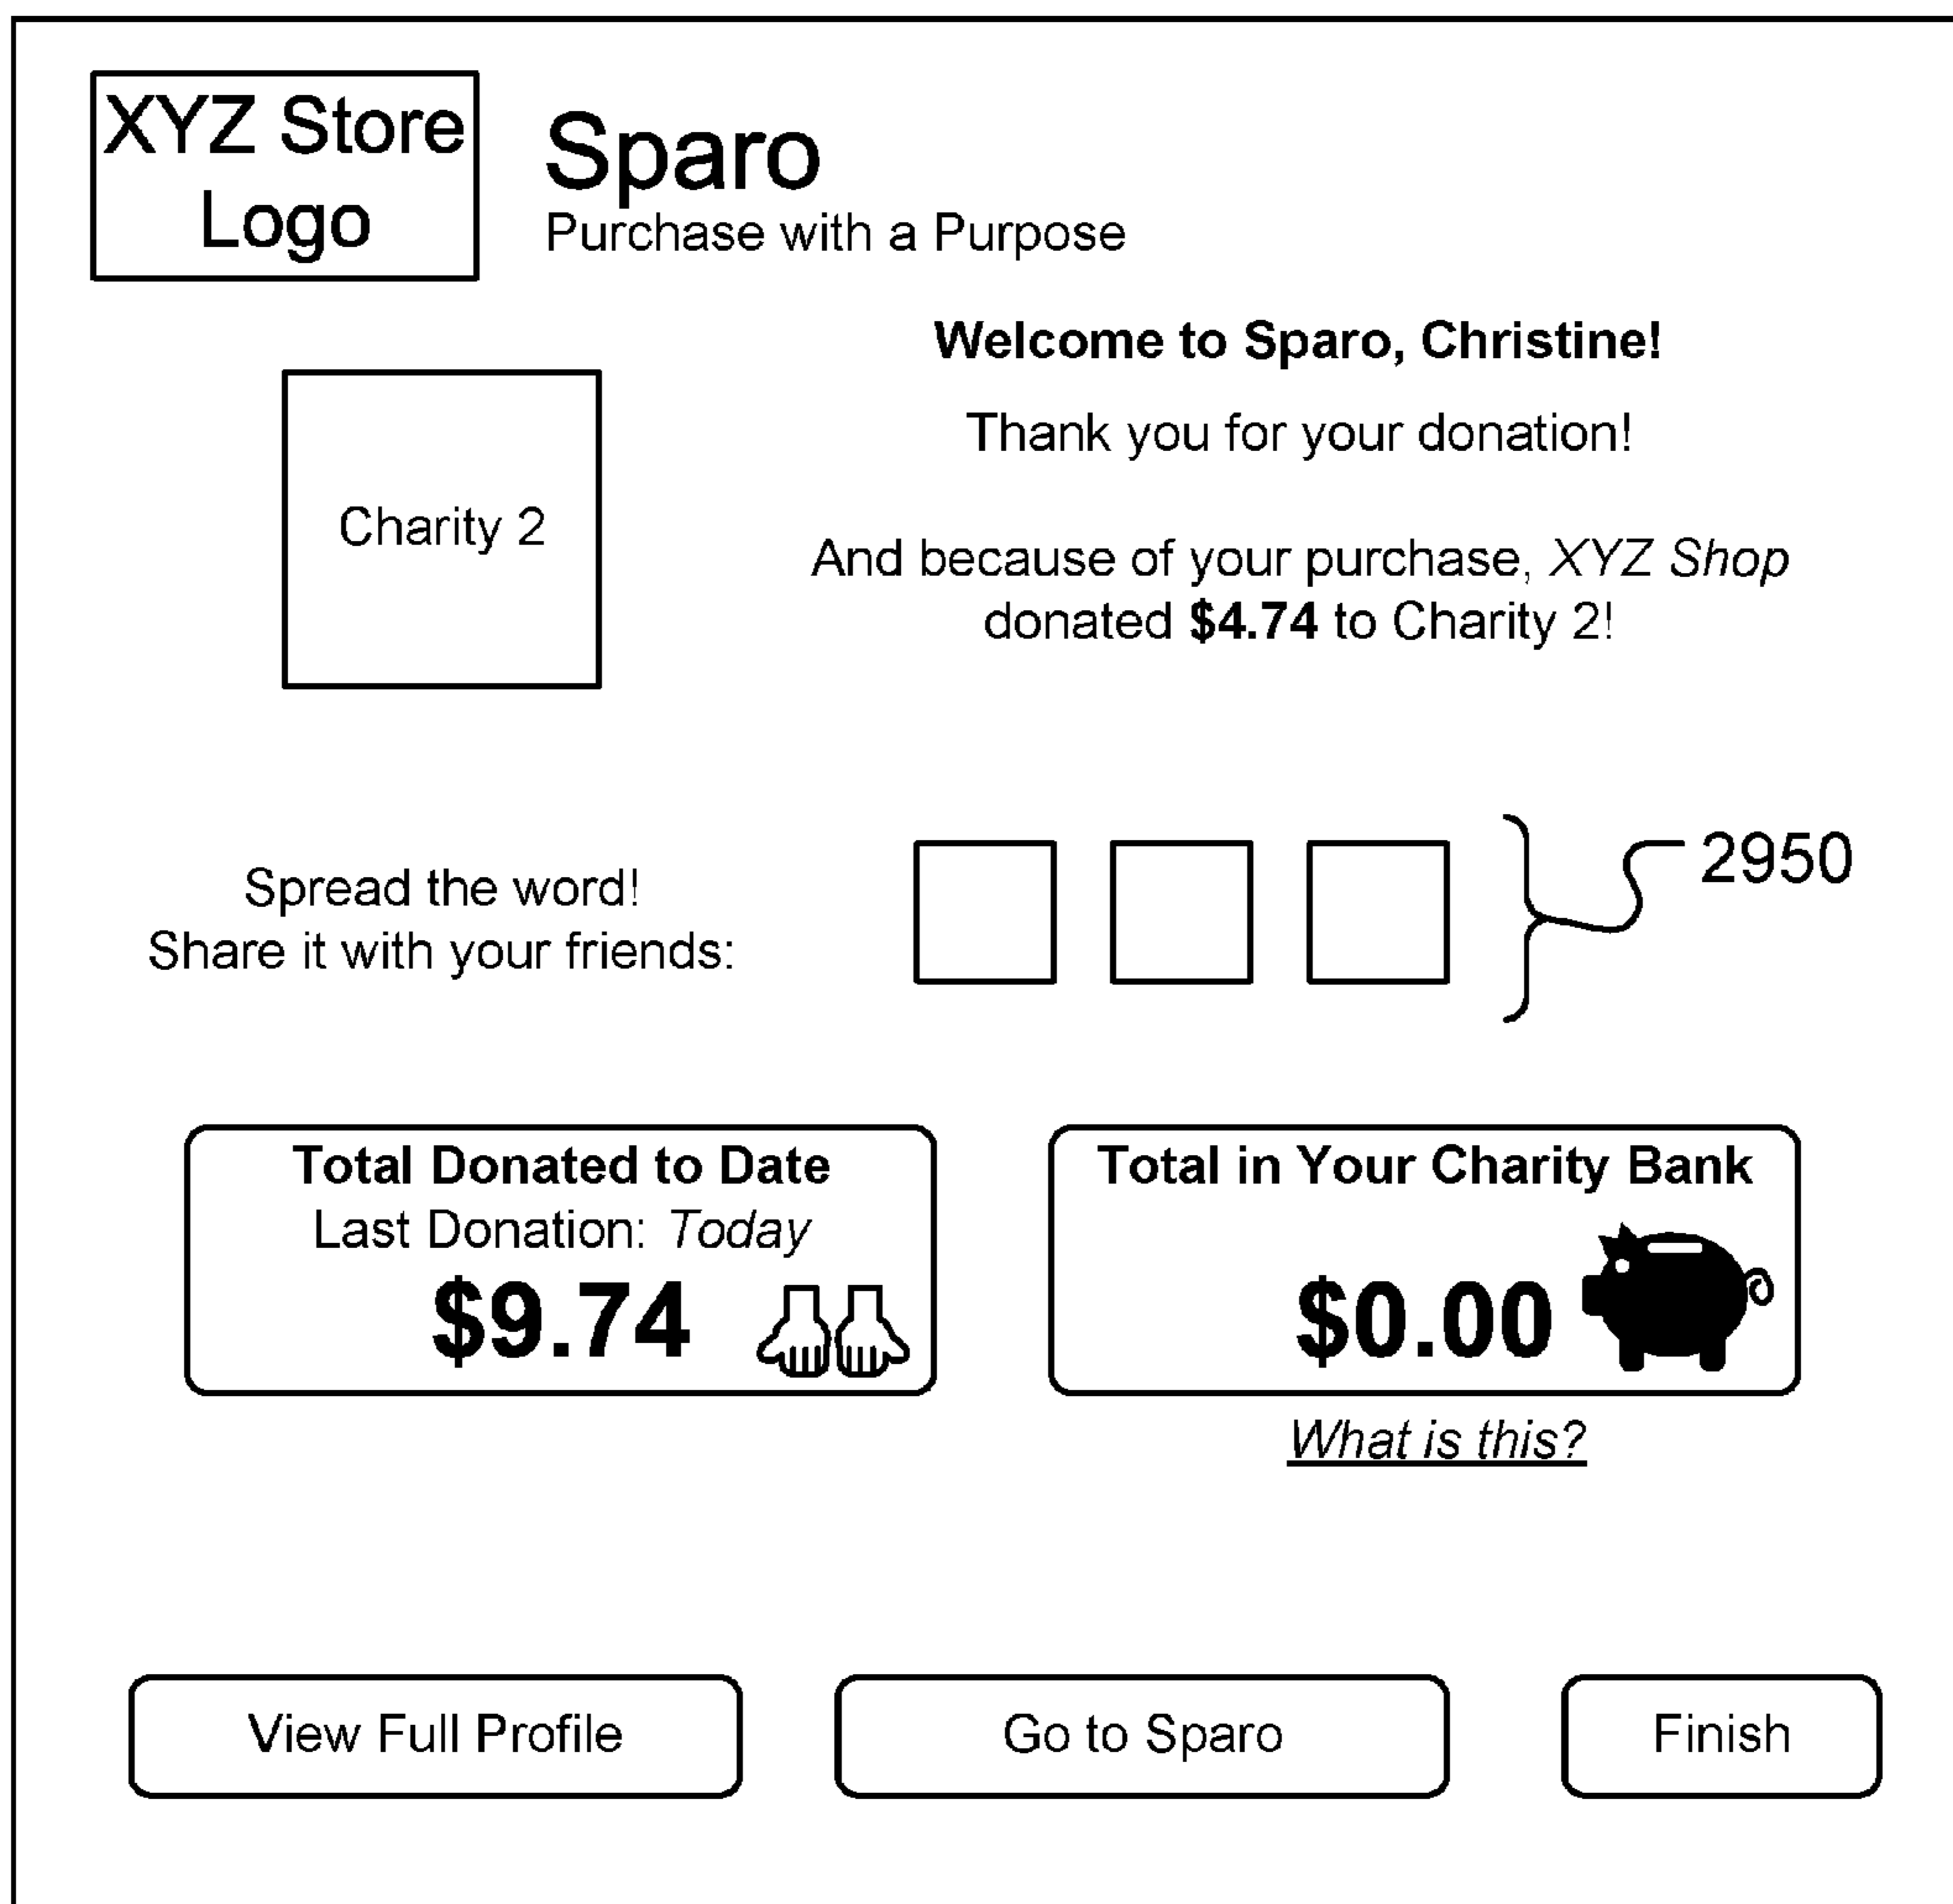 XYZ Store
Logo
Sparo
Purchase with a Purpose
Welcome to Sparo, Christine!
Thank you for your donation!
Charity 2
And because of your purchase, XYZ Shop
donated $4.74 to Charity 2!
Spread the word!
Share it with your friends:
2950
Total Donated to Date
Last Donation: Today
$9.74
Total in Your Charity Bank
$0.00
What is this?
View Full Profile
Go to Sparo
Finish